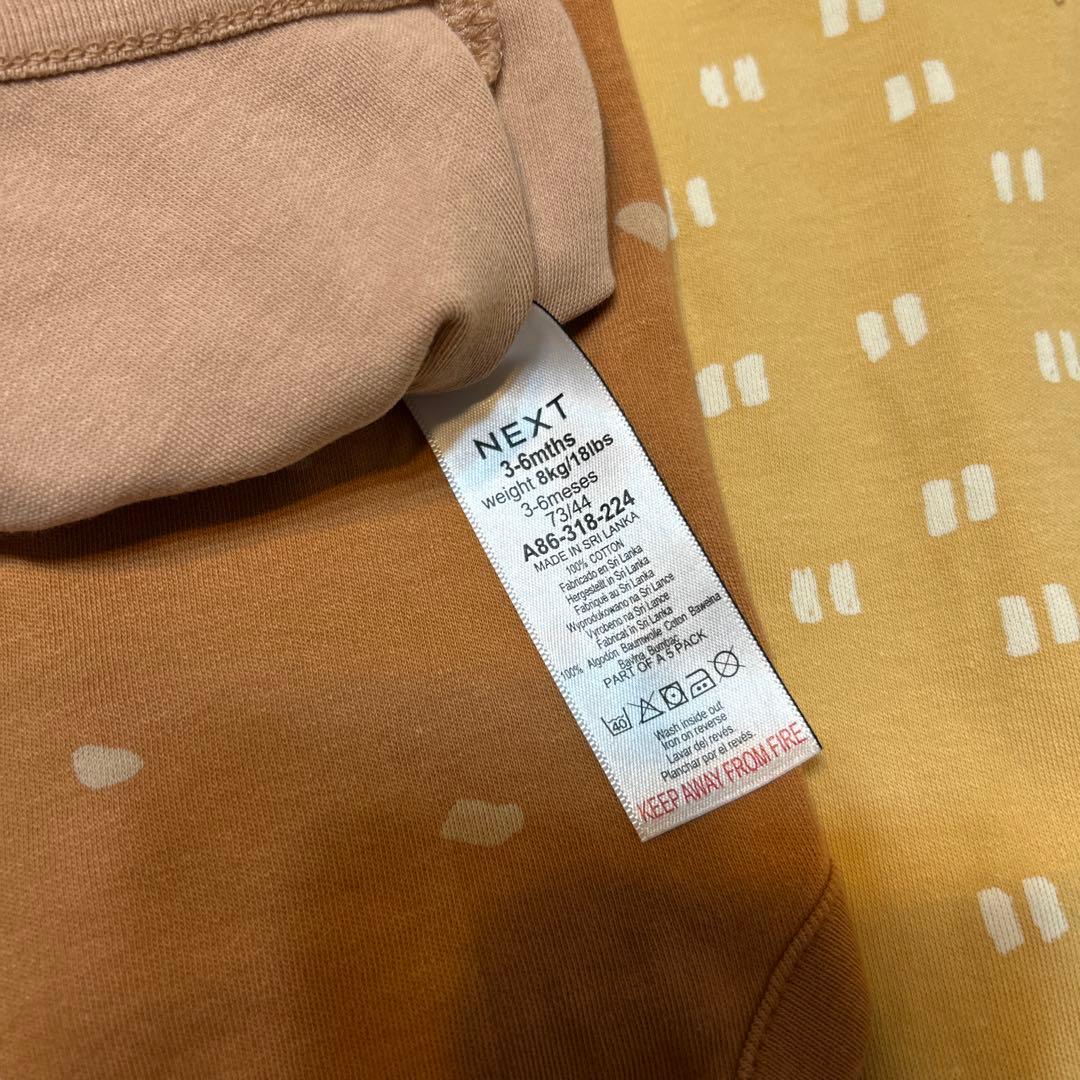 NEXT
3-6mths
weight 8kg/18lbs
3-6meses
73/44
A86-318-224
MADE IN SRI LANKA
100% COTTON
Fabricado en Sri Lanka
Hergestellt in Sri Lanka
Fabriqué au Sri Lanka
Wyprodukowano na Sri Lance
Vyrobeno na Sri Lance
Fabricat în Sri Lanka
100% Algodón Baumwolle Coton Bawełna
Bavlna Bumbac
PART OF A 5 PACK
40
Wash inside out
Iron on reverse
Lavar del revés.
Planchar por el revés.
KEEP AWAY FROM FIRE